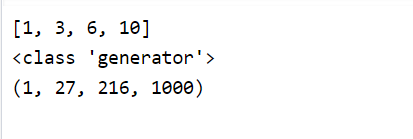 [1, 3, 6, 10]
<class 'generator'>
(1, 27, 216, 1000)